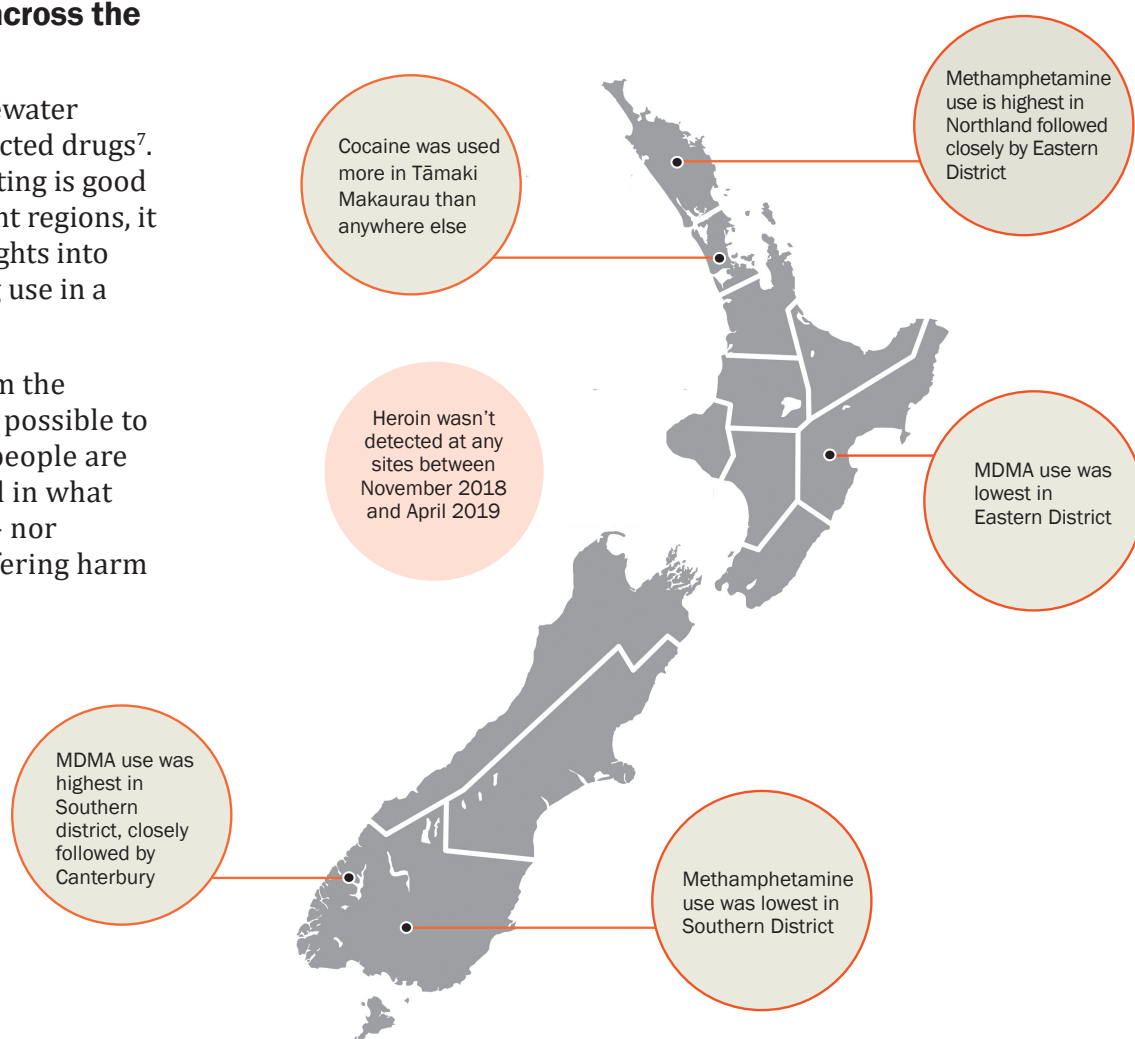 across the
ewater
cted drugs⁷.
ting is good
nt regions, it
ghts into
g use in a
m the
possible to
people are
d in what
– nor
fering harm
Cocaine was used
more in Tāmaki
Makaurau than
anywhere else
Methamphetamine
use is highest in
Northland followed
closely by Eastern
District
Heroin wasn't
detected at any
sites between
November 2018
and April 2019
MDMA use was
lowest in
Eastern District
MDMA use was
highest in
Southern
district, closely
followed by
Canterbury
Methamphetamine
use was lowest in
Southern District